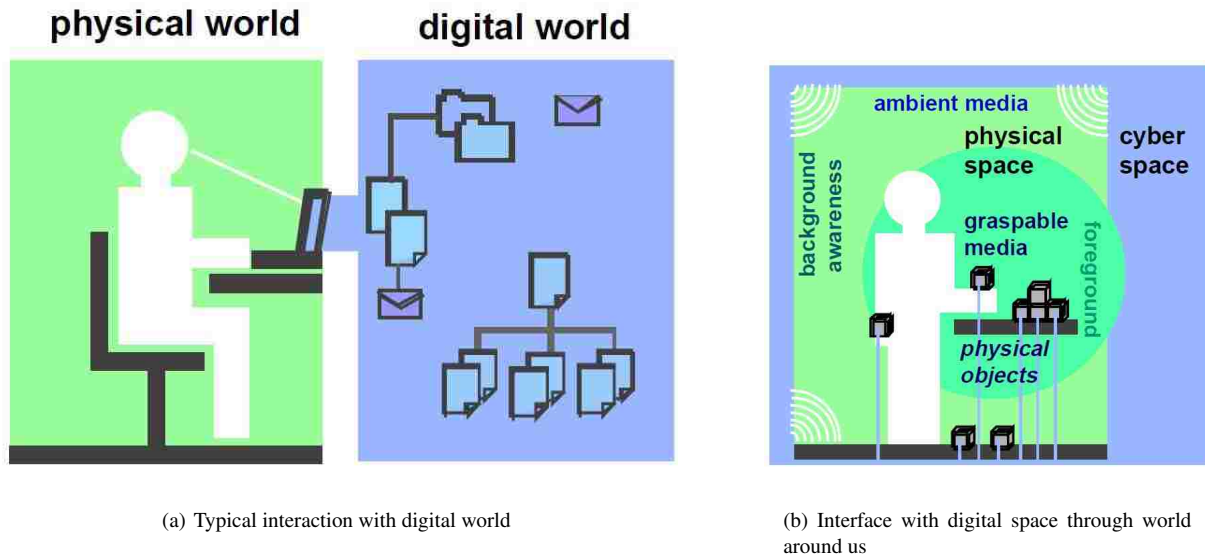 physical world
digital world
ambient media
physical
space
cyber
space
background
awareness
graspable
media
foreground
physical
objects
(a) Typical interaction with digital world
(b) Interface with digital space through world
around us